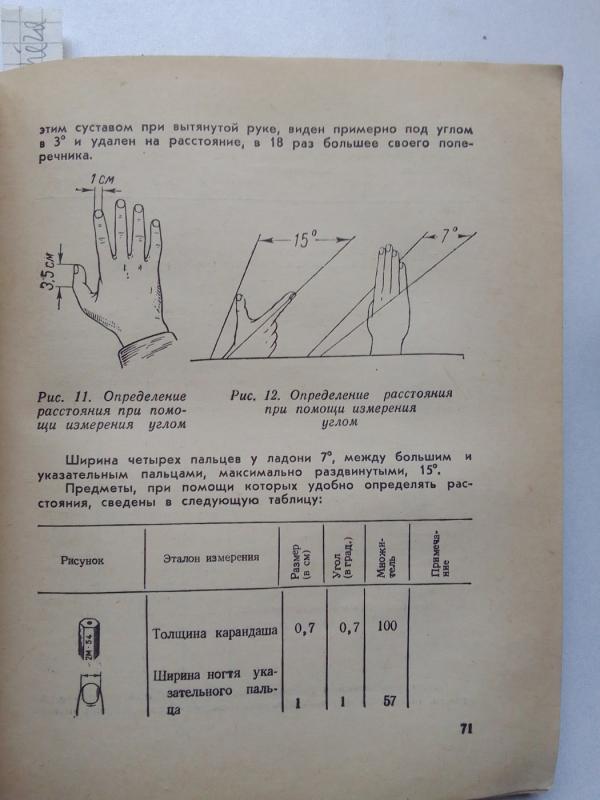 этим суставом при вытянутой руке, виден примерно под углом
в 3° и удален на расстояние, в 18 раз большее своего попе-
речника.
1 см
3,5 см
15°
7°
Рис. 11. Определение
расстояния при помо-
щи измерения углом
Рис. 12. Определение расстояния
при помощи измерения
углом
Ширина четырех пальцев у ладони 7°, между большим и
указательным пальцами, максимально раздвинутыми, 15°.
Предметы, при помощи которых удобно определять рас-
стояния, сведены в следующую таблицу:
Рисунок
Эталон измерения
Размер
(в см)
Угол
(в град.)
Множи-
тель
Примеча-
ние
2М-54
Толщина карандаша 0,7 0,7 100
Ширина ногтя ука-
зательного паль-
ца 1 1 57
71